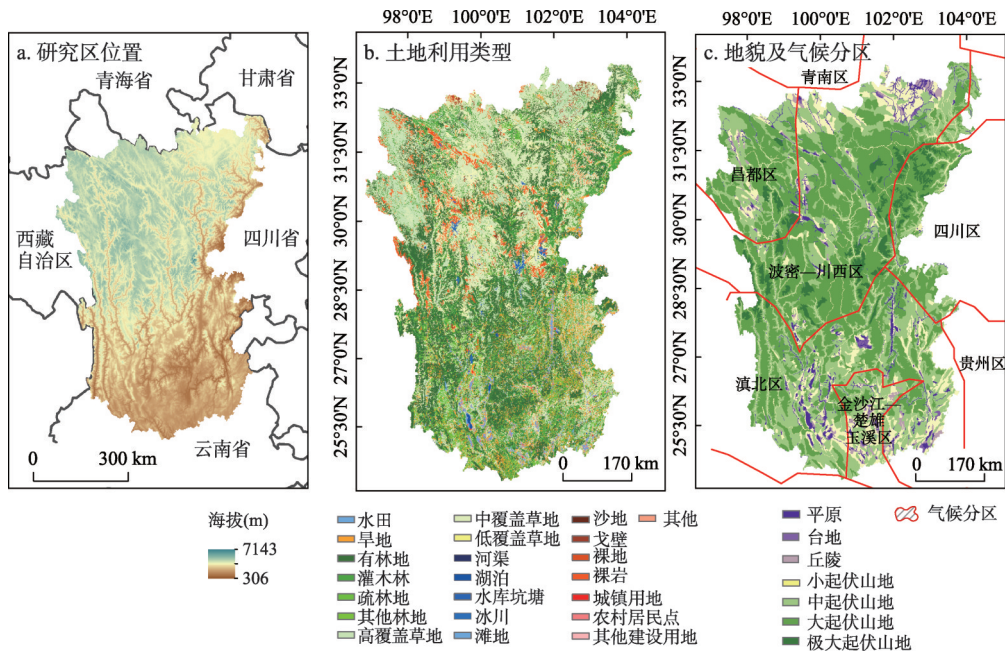 98°0'E
100°0'E
102°0'E
104°0'E
98°0'E
100°0'E
102°0'E
104°0'E
a. 研究区位置
青海省
甘肃省
西藏
自治区
四川省
云南省
0
300 km
b. 土地利用类型
33°0'N
31°30'N
30°0'N
28°30'N
27°0'N
25°30'N
0
170 km
c. 地貌及气候分区
33°0'N
31°30'N
30°0'N
28°30'N
27°0'N
25°30'N
青南区
昌都区
四川区
波密—川西区
贵州区
滇北区
金沙江—
楚雄
玉溪区
0
170 km
海拔(m)
7143
306
水田
旱地
有林地
灌木林
疏林地
其他林地
高覆盖草地
中覆盖草地
低覆盖草地
河渠
湖泊
水库坑塘
冰川
滩地
沙地
戈壁
裸地
裸岩
城镇用地
农村居民点
其他建设用地
其他
平原
台地
丘陵
小起伏山地
中起伏山地
大起伏山地
极大起伏山地
气候分区